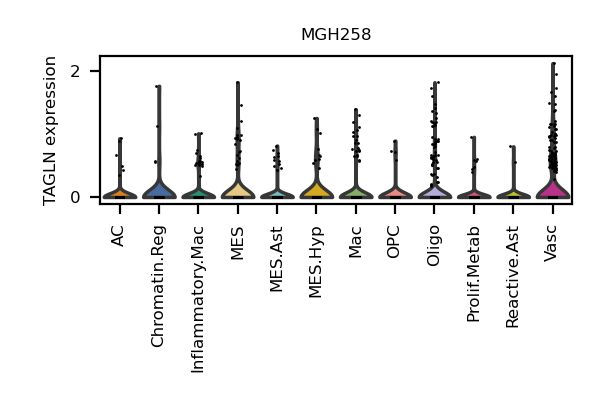 MGH258
TAGLN expression
2
0
AC
Chromatin.Reg
Inflammatory.Mac
MES
MES.Ast
MES.Hyp
Mac
OPC
Oligo
Prolif.Metab
Reactive.Ast
Vasc